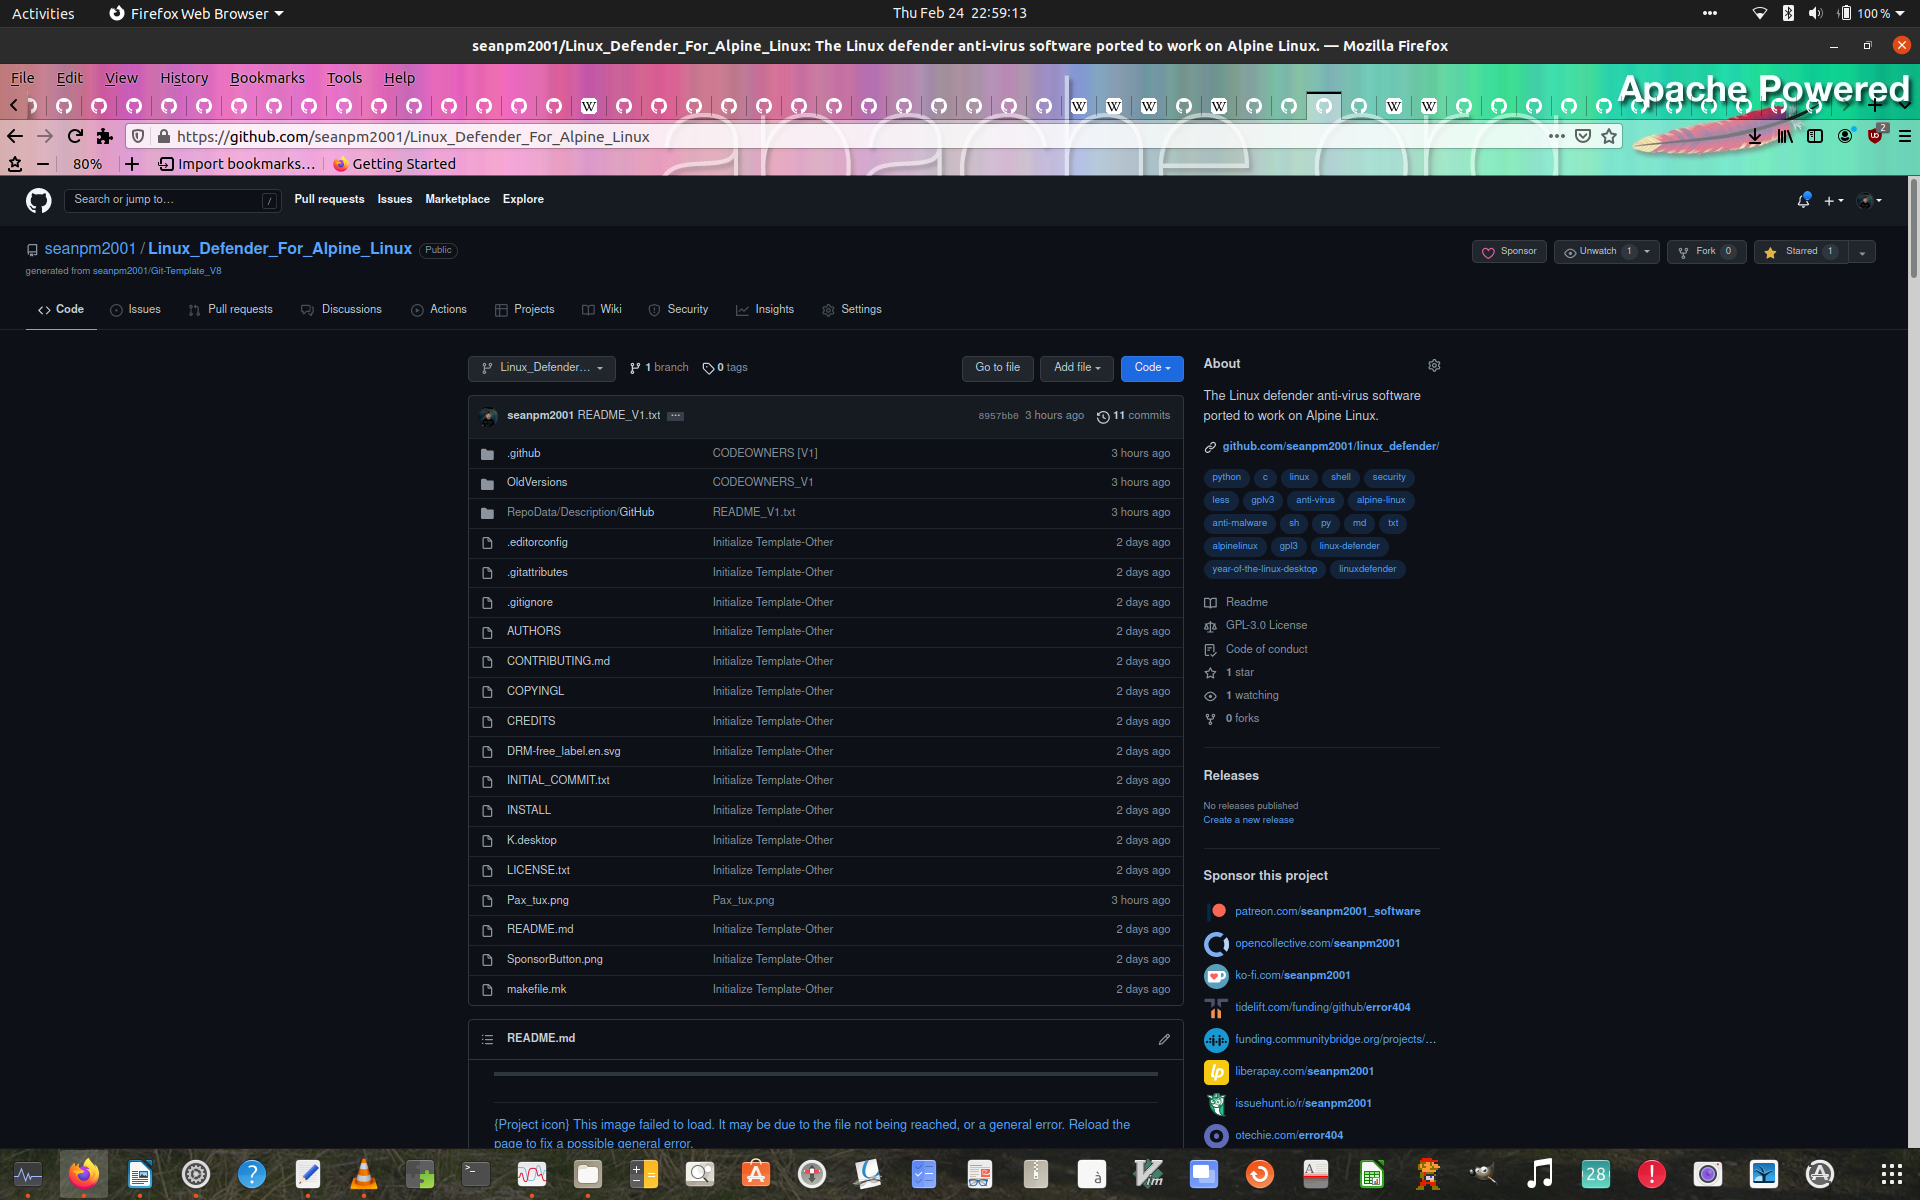 Activities Firefox Web Browser Thu Feb 24 22:59:13 100 %
seanpm2001/Linux_Defender_For_Alpine_Linux: The Linux defender anti-virus software ported to work on Alpine Linux. — Mozilla Firefox
File Edit View History Bookmarks Tools Help
Apache Powered
https://github.com/seanpm2001/Linux_Defender_For_Alpine_Linux
80% Import bookmarks... Getting Started
Search or jump to... / Pull requests Issues Marketplace Explore
seanpm2001 / Linux_Defender_For_Alpine_Linux Public
Sponsor Unwatch 1 Fork 0 Starred 1
generated from seanpm2001/Git-Template_V8
Code Issues Pull requests Discussions Actions Projects Wiki Security Insights Settings
Linux_Defender... 1 branch 0 tags Go to file Add file Code
seanpm2001 README_V1.txt ... 8957bb0 3 hours ago 11 commits
.github CODEOWNERS [V1] 3 hours ago
OldVersions CODEOWNERS_V1 3 hours ago
RepoData/Description/GitHub README_V1.txt 3 hours ago
.editorconfig Initialize Template-Other 2 days ago
.gitattributes Initialize Template-Other 2 days ago
.gitignore Initialize Template-Other 2 days ago
AUTHORS Initialize Template-Other 2 days ago
CONTRIBUTING.md Initialize Template-Other 2 days ago
COPYINGL Initialize Template-Other 2 days ago
CREDITS Initialize Template-Other 2 days ago
DRM-free_label.en.svg Initialize Template-Other 2 days ago
INITIAL_COMMIT.txt Initialize Template-Other 2 days ago
INSTALL Initialize Template-Other 2 days ago
K.desktop Initialize Template-Other 2 days ago
LICENSE.txt Initialize Template-Other 2 days ago
Pax_tux.png Pax_tux.png 3 hours ago
README.md Initialize Template-Other 2 days ago
SponsorButton.png Initialize Template-Other 2 days ago
makefile.mk Initialize Template-Other 2 days ago
README.md
{Project icon} This image failed to load. It may be due to the file not being reached, or a general error. Reload the
page to fix a possible general error.
About
The Linux defender anti-virus software
ported to work on Alpine Linux.
github.com/seanpm2001/linux_defender/
python c linux shell security
less gplv3 anti-virus alpine-linux
anti-malware sh py md txt
alpinelinux gpl3 linux-defender
year-of-the-linux-desktop linuxdefender
Readme
GPL-3.0 License
Code of conduct
1 star
1 watching
0 forks
Releases
No releases published
Create a new release
Sponsor this project
patreon.com/seanpm2001_software
opencollective.com/seanpm2001
ko-fi.com/seanpm2001
tidelift.com/funding/github/error404
funding.communitybridge.org/projects/...
liberapay.com/seanpm2001
issuehunt.io/r/seanpm2001
otechie.com/error404
28